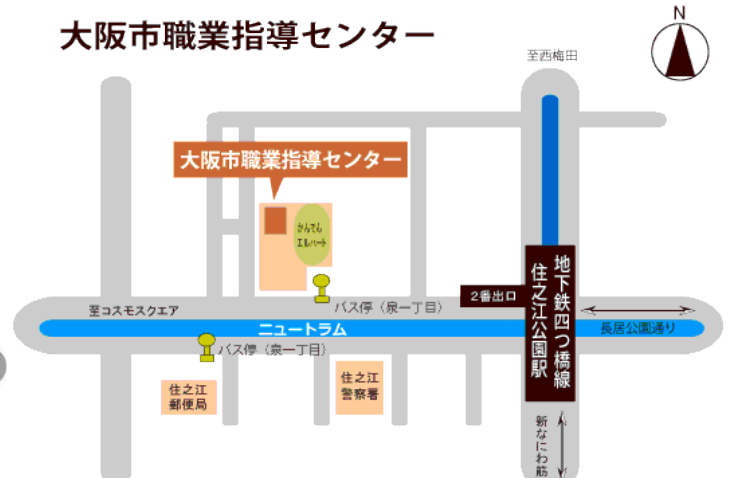 大阪市職業指導センター
N
至西梅田
大阪市職業指導センター
かんでん
エルハート
地下鉄四つ橋線
住之江公園駅
2番出口
至コスモスクエア
バス停（泉一丁目）
ニュートラム
長居公園通り
バス停（泉一丁目）
住之江
郵便局
住之江
警察署
新なにわ筋